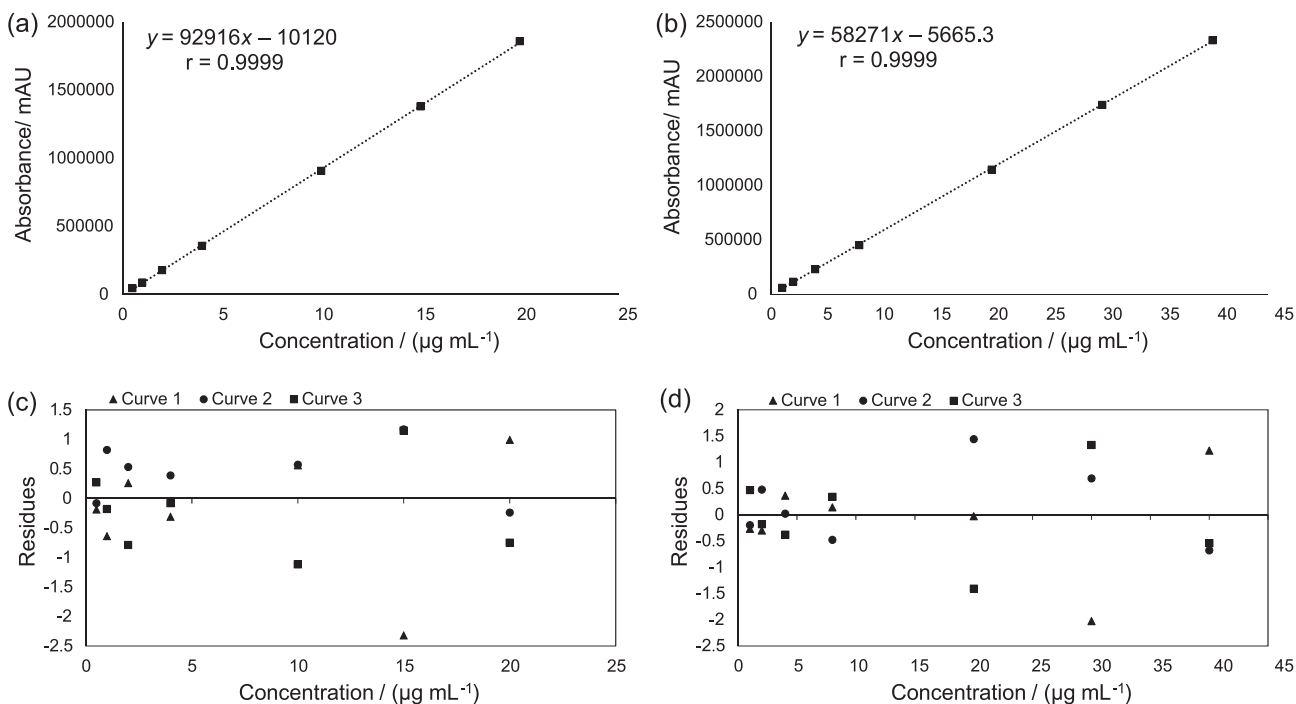 (a)
y = 92916x – 10120
r = 0.9999
Absorbance/ mAU
2000000
1500000
1000000
500000
0
0 5 10 15 20 25
Concentration / (µg mL-1)
(b)
y = 58271x – 5665.3
r = 0.9999
Absorbance/ mAU
2500000
2000000
1500000
1000000
500000
0
0 5 10 15 20 25 30 35 40 45
Concentration / (µg mL-1)
(c)
Curve 1 Curve 2 Curve 3
Residues
1.5
1
0.5
0
-0.5
-1
-1.5
-2
-2.5
0 5 10 15 20 25
Concentration / (µg mL-1)
(d)
Curve 1 Curve 2 Curve 3
Residues
2
1.5
1
0.5
0
-0.5
-1
-1.5
-2
-2.5
0 5 10 15 20 25 30 35 40 45
Concentration / (µg mL-1)